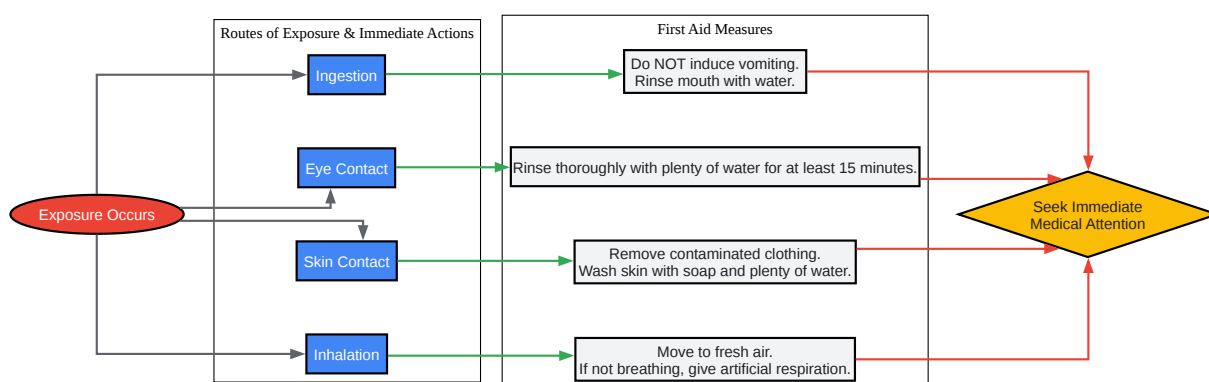 Routes of Exposure & Immediate Actions
First Aid Measures
Ingestion
Do NOT induce vomiting.
Rinse mouth with water.
Eye Contact
Rinse thoroughly with plenty of water for at least 15 minutes.
Exposure Occurs
Seek Immediate
Medical Attention
Skin Contact
Remove contaminated clothing.
Wash skin with soap and plenty of water.
Inhalation
Move to fresh air.
If not breathing, give artificial respiration.